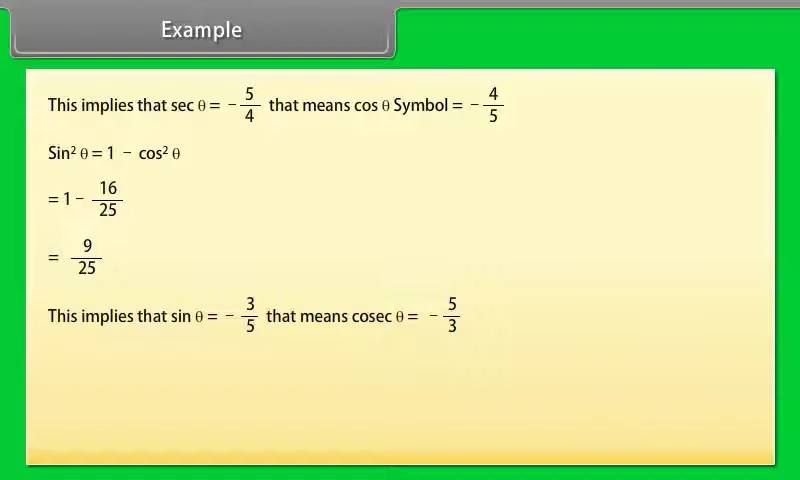 Example
This implies that sec θ = − 5/4 that means cos θ Symbol = − 4/5
Sin² θ = 1 − cos² θ
= 1 − 16/25
= 9/25
This implies that sin θ = − 3/5 that means cosec θ = − 5/3